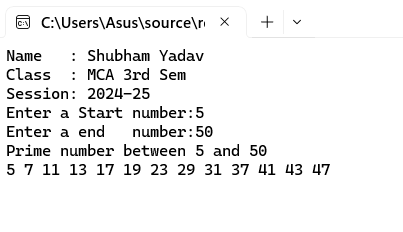 C:\Users\Asus\source\re
Name   : Shubham Yadav
Class  : MCA 3rd Sem
Session: 2024-25
Enter a Start number:5
Enter a end   number:50
Prime number between 5 and 50
5 7 11 13 17 19 23 29 31 37 41 43 47